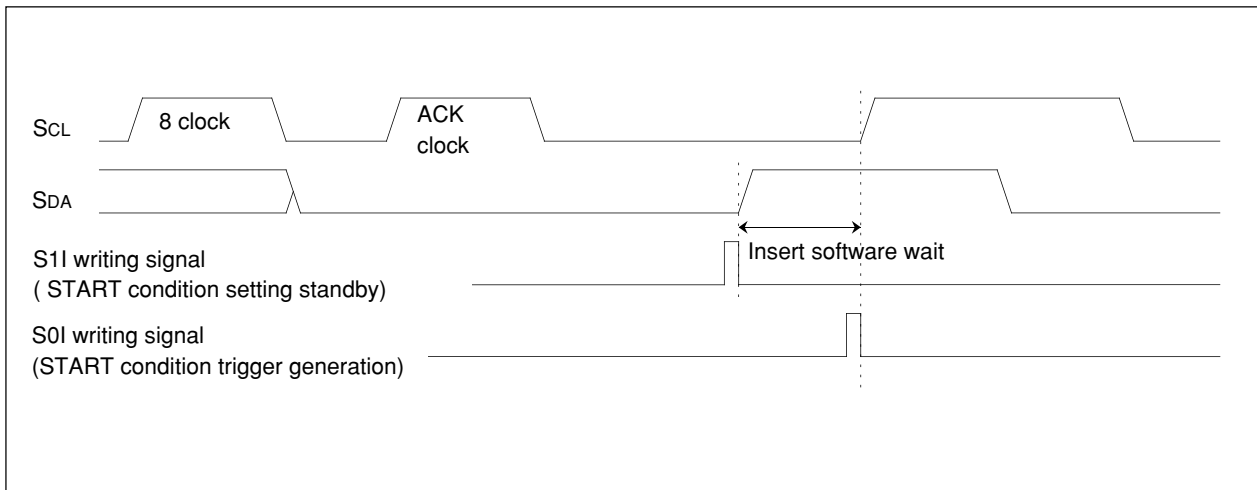 SCL
8 clock
ACK
clock
SDA
Insert software wait
S1I writing signal
( START condition setting standby)
S0I writing signal
(START condition trigger generation)